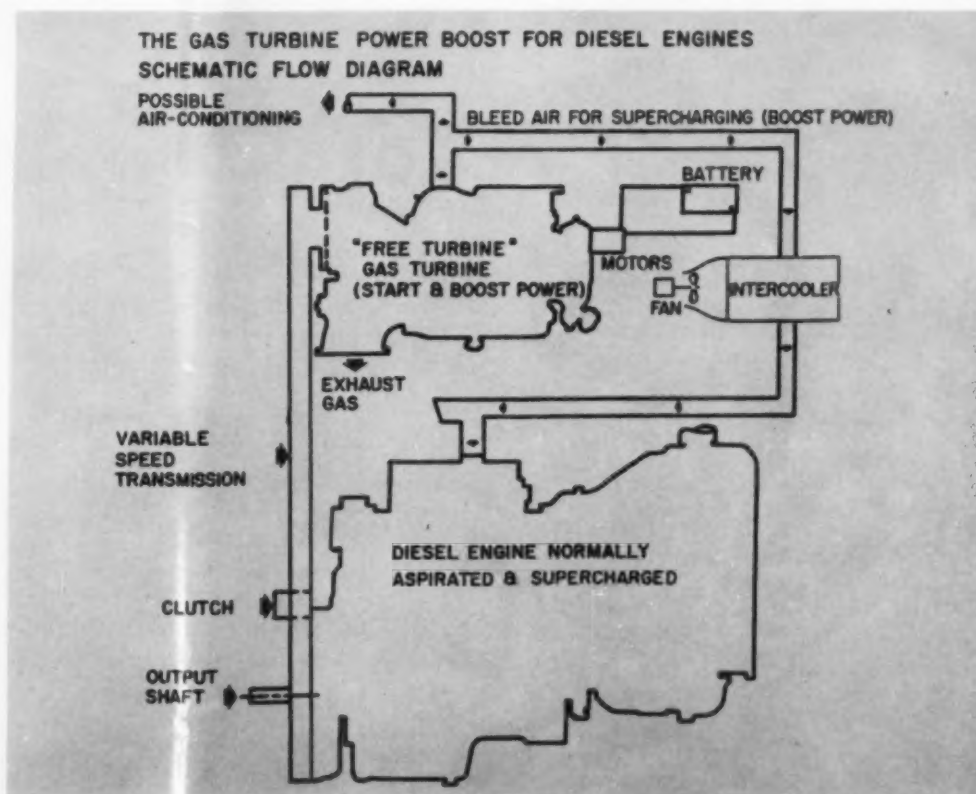 THE GAS TURBINE POWER BOOST FOR DIESEL ENGINES
SCHEMATIC FLOW DIAGRAM
POSSIBLE
AIR-CONDITIONING
BLEED AIR FOR SUPERCHARGING (BOOST POWER)
BATTERY
"FREE TURBINE"
GAS TURBINE
(START & BOOST POWER)
MOTORS
FAN
INTERCOOLER
EXHAUST
GAS
VARIABLE
SPEED
TRANSMISSION
DIESEL ENGINE NORMALLY
ASPIRATED & SUPERCHARGED
CLUTCH
OUTPUT
SHAFT